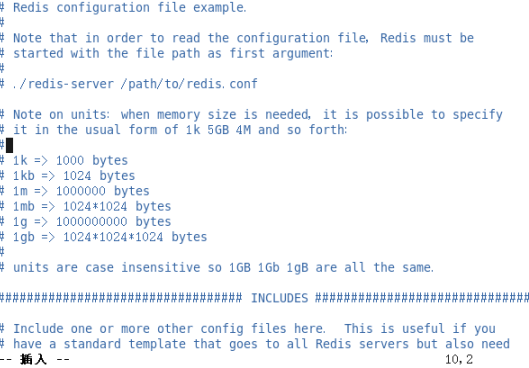 # Redis configuration file example.
#
# Note that in order to read the configuration file, Redis must be
# started with the file path as first argument:
#
# ./redis-server /path/to/redis.conf
# Note on units: when memory size is needed, it is possible to specify
# it in the usual form of 1k 5GB 4M and so forth:
#
# 1k => 1000 bytes
# 1kb => 1024 bytes
# 1m => 1000000 bytes
# 1mb => 1024*1024 bytes
# 1g => 1000000000 bytes
# 1gb => 1024*1024*1024 bytes
#
# units are case insensitive so 1GB 1Gb 1gB are all the same.
################################## INCLUDES ##############################
# Include one or more other config files here.  This is useful if you
# have a standard template that goes to all Redis servers but also need
-- 插入 -- 10,2